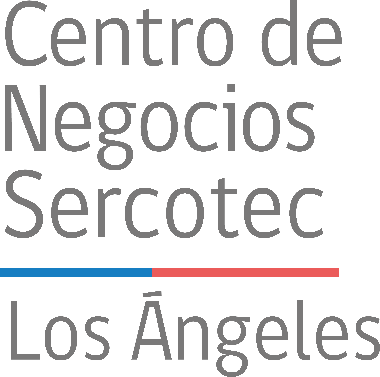 Centro de
Negocios
Sercotec
Los Ángeles